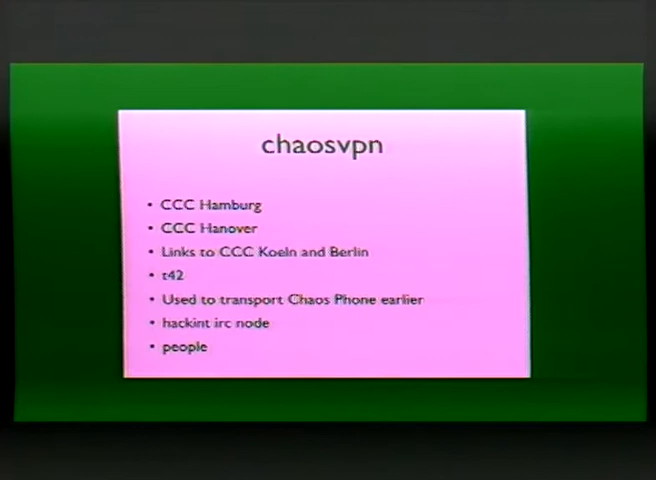 chaosvpn
• CCC Hamburg
• CCC Hanover
• Links to CCC Koeln and Berlin
• t42
• Used to transport Chaos Phone earlier
• hackint irc node
• people